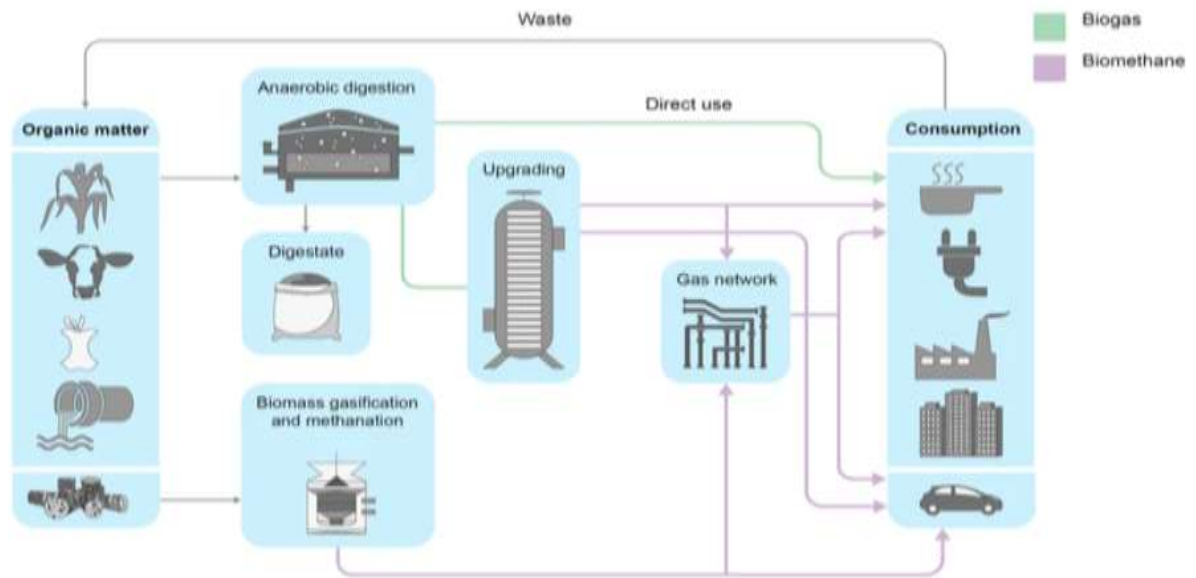 Waste
Biogas
Biomethane
Anaerobic digestion
Direct use
Organic matter
Consumption
Upgrading
Digestate
Gas network
Biomass gasification
and methanation